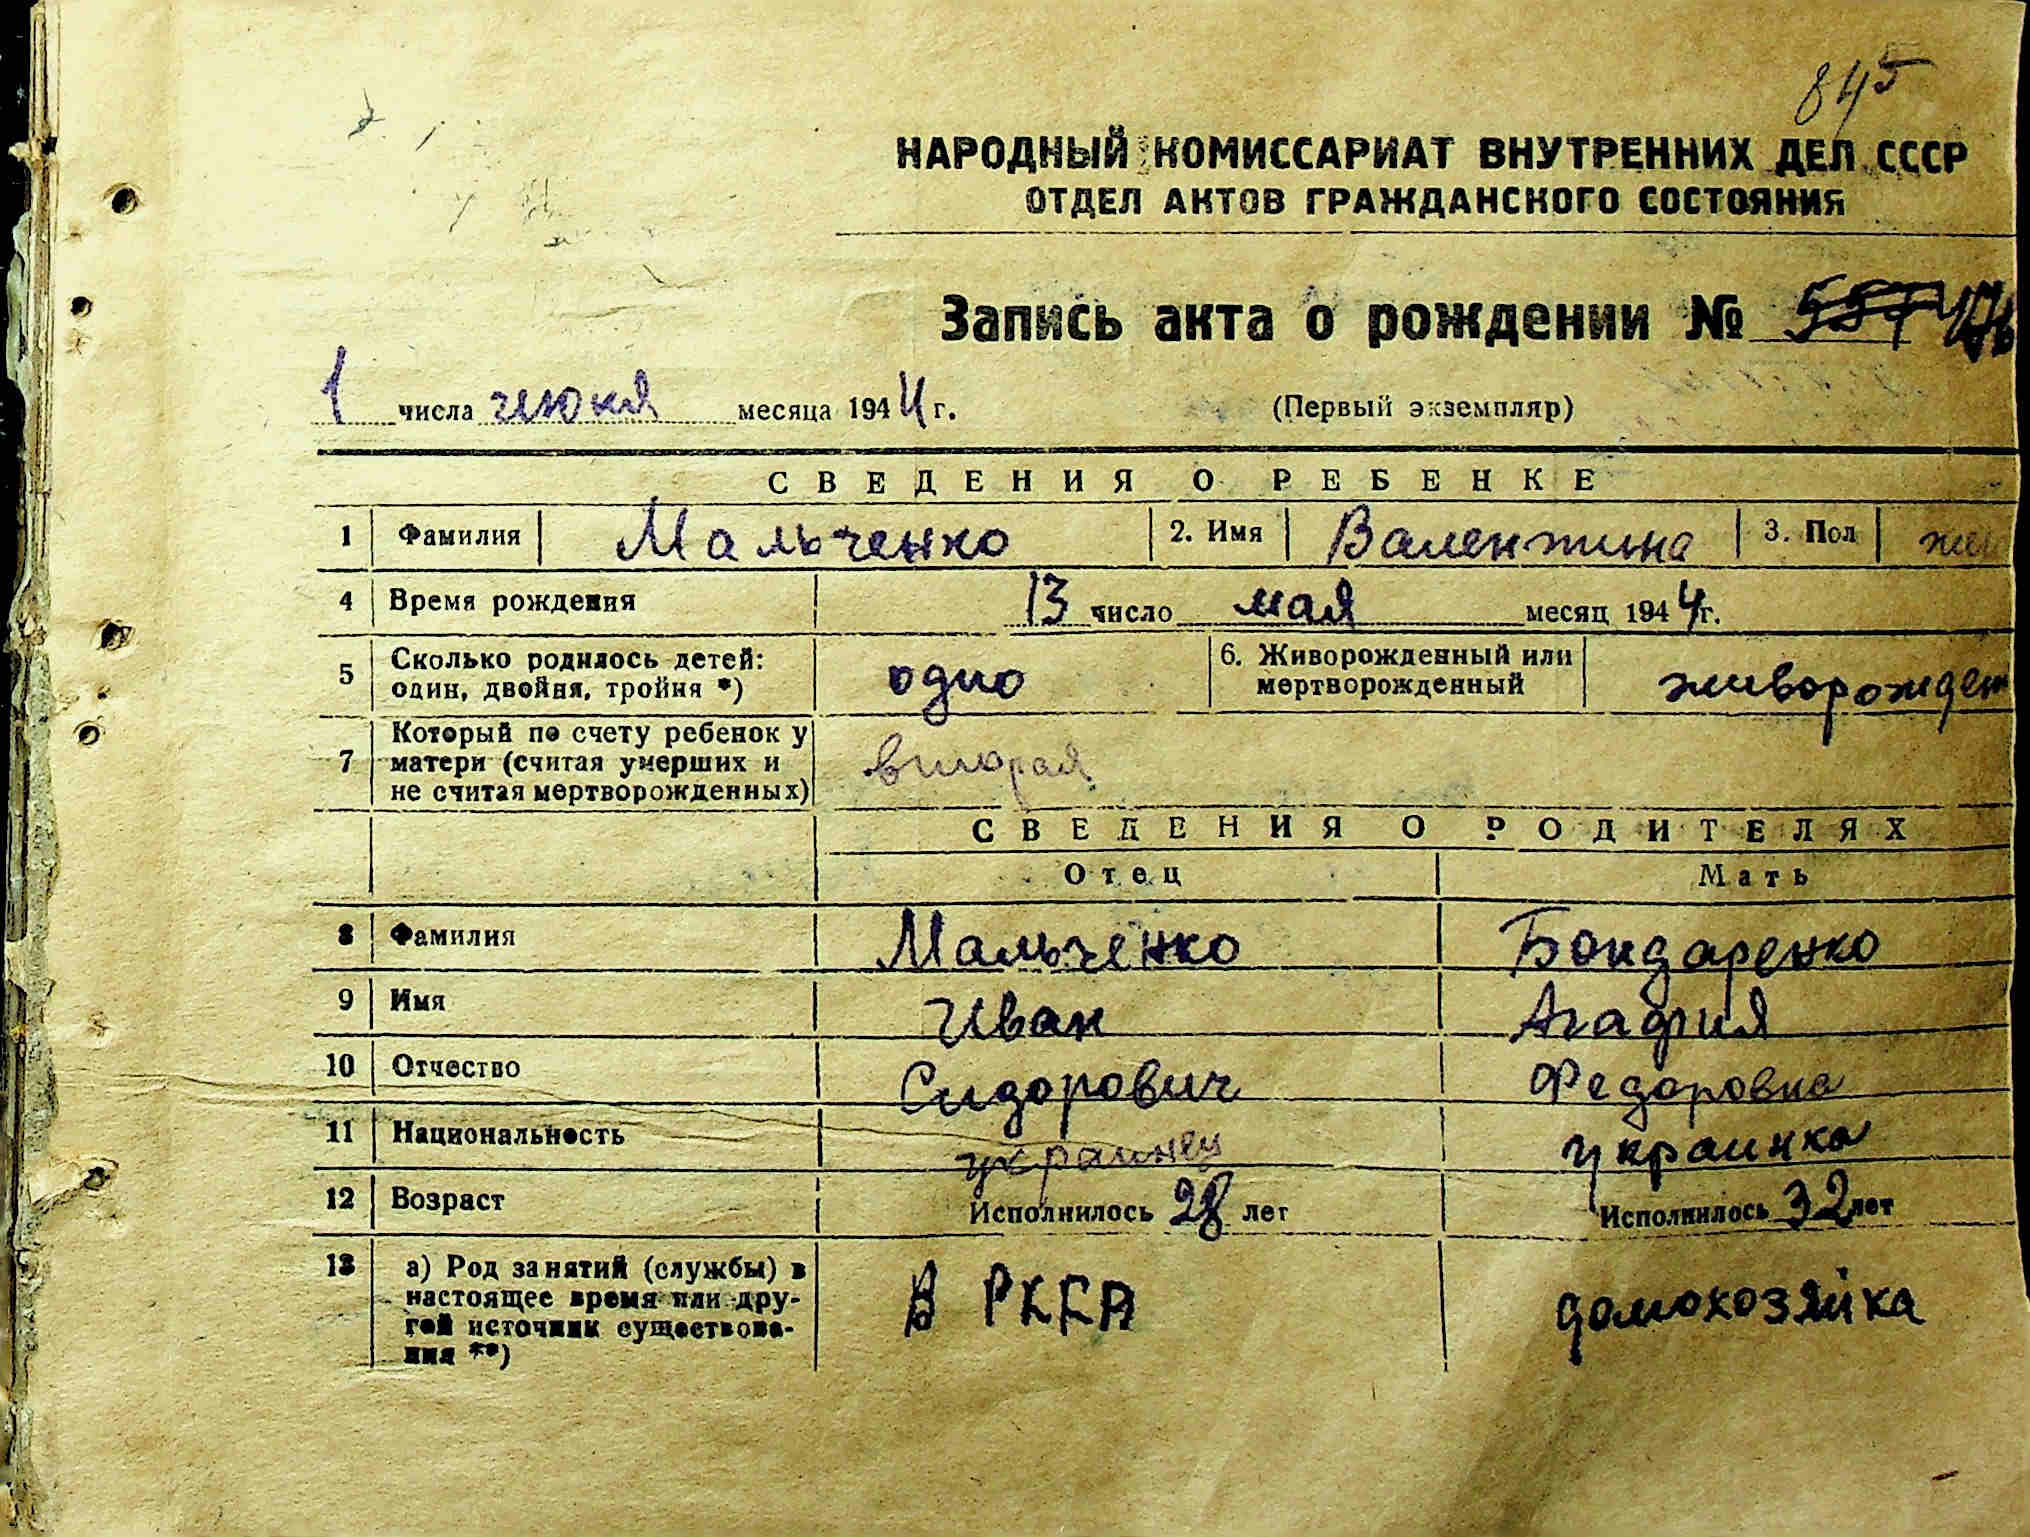 845
НАРОДНЫЙ КОМИССАРИАТ ВНУТРЕННИХ ДЕЛ СССР
ОТДЕЛ АКТОВ ГРАЖДАНСКОГО СОСТОЯНИЯ
Запись акта о рождении №
1 числа июня месяца 1944 г. (Первый экземпляр)
СВЕДЕНИЯ О РЕБЕНКЕ
1 Фамилия Мальченко 2. Имя Валентина 3. Пол
4 Время рождения 13 число мая месяц 1944 г.
5 Сколько родилось детей: один, двойня, тройня *) одно 6. Живорожденный или мертворожденный живорожден
7 Который по счету ребенок у матери (считая умерших и не считая мертворожденных) вторая
СВЕДЕНИЯ О РОДИТЕЛЯХ
Отец Мать
8 Фамилия Мальченко Бондаренко
9 Имя Иван Агафия
10 Отчество Сидорович Федоровна
11 Национальность украинец украинка
12 Возраст Исполнилось 28 лет Исполнилось 32 лет
13 а) Род занятий (службы) в настоящее время или другой источник существования **) В РККА домохозяйка